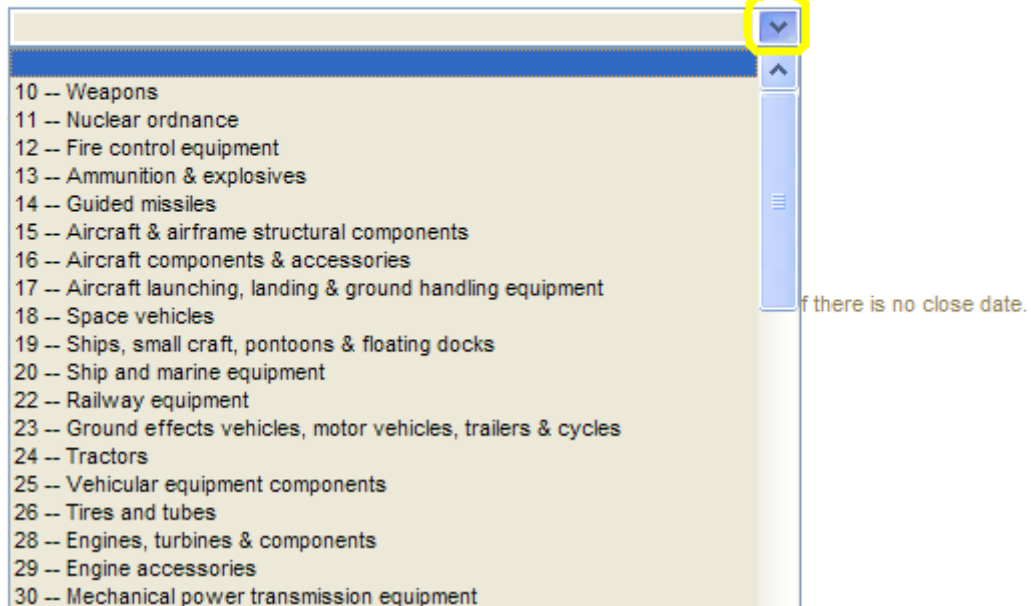 10 -- Weapons
11 -- Nuclear ordnance
12 -- Fire control equipment
13 -- Ammunition & explosives
14 -- Guided missiles
15 -- Aircraft & airframe structural components
16 -- Aircraft components & accessories
17 -- Aircraft launching, landing & ground handling equipment
f there is no close date.
18 -- Space vehicles
19 -- Ships, small craft, pontoons & floating docks
20 -- Ship and marine equipment
22 -- Railway equipment
23 -- Ground effects vehicles, motor vehicles, trailers & cycles
24 -- Tractors
25 -- Vehicular equipment components
26 -- Tires and tubes
28 -- Engines, turbines & components
29 -- Engine accessories
30 -- Mechanical power transmission equipment